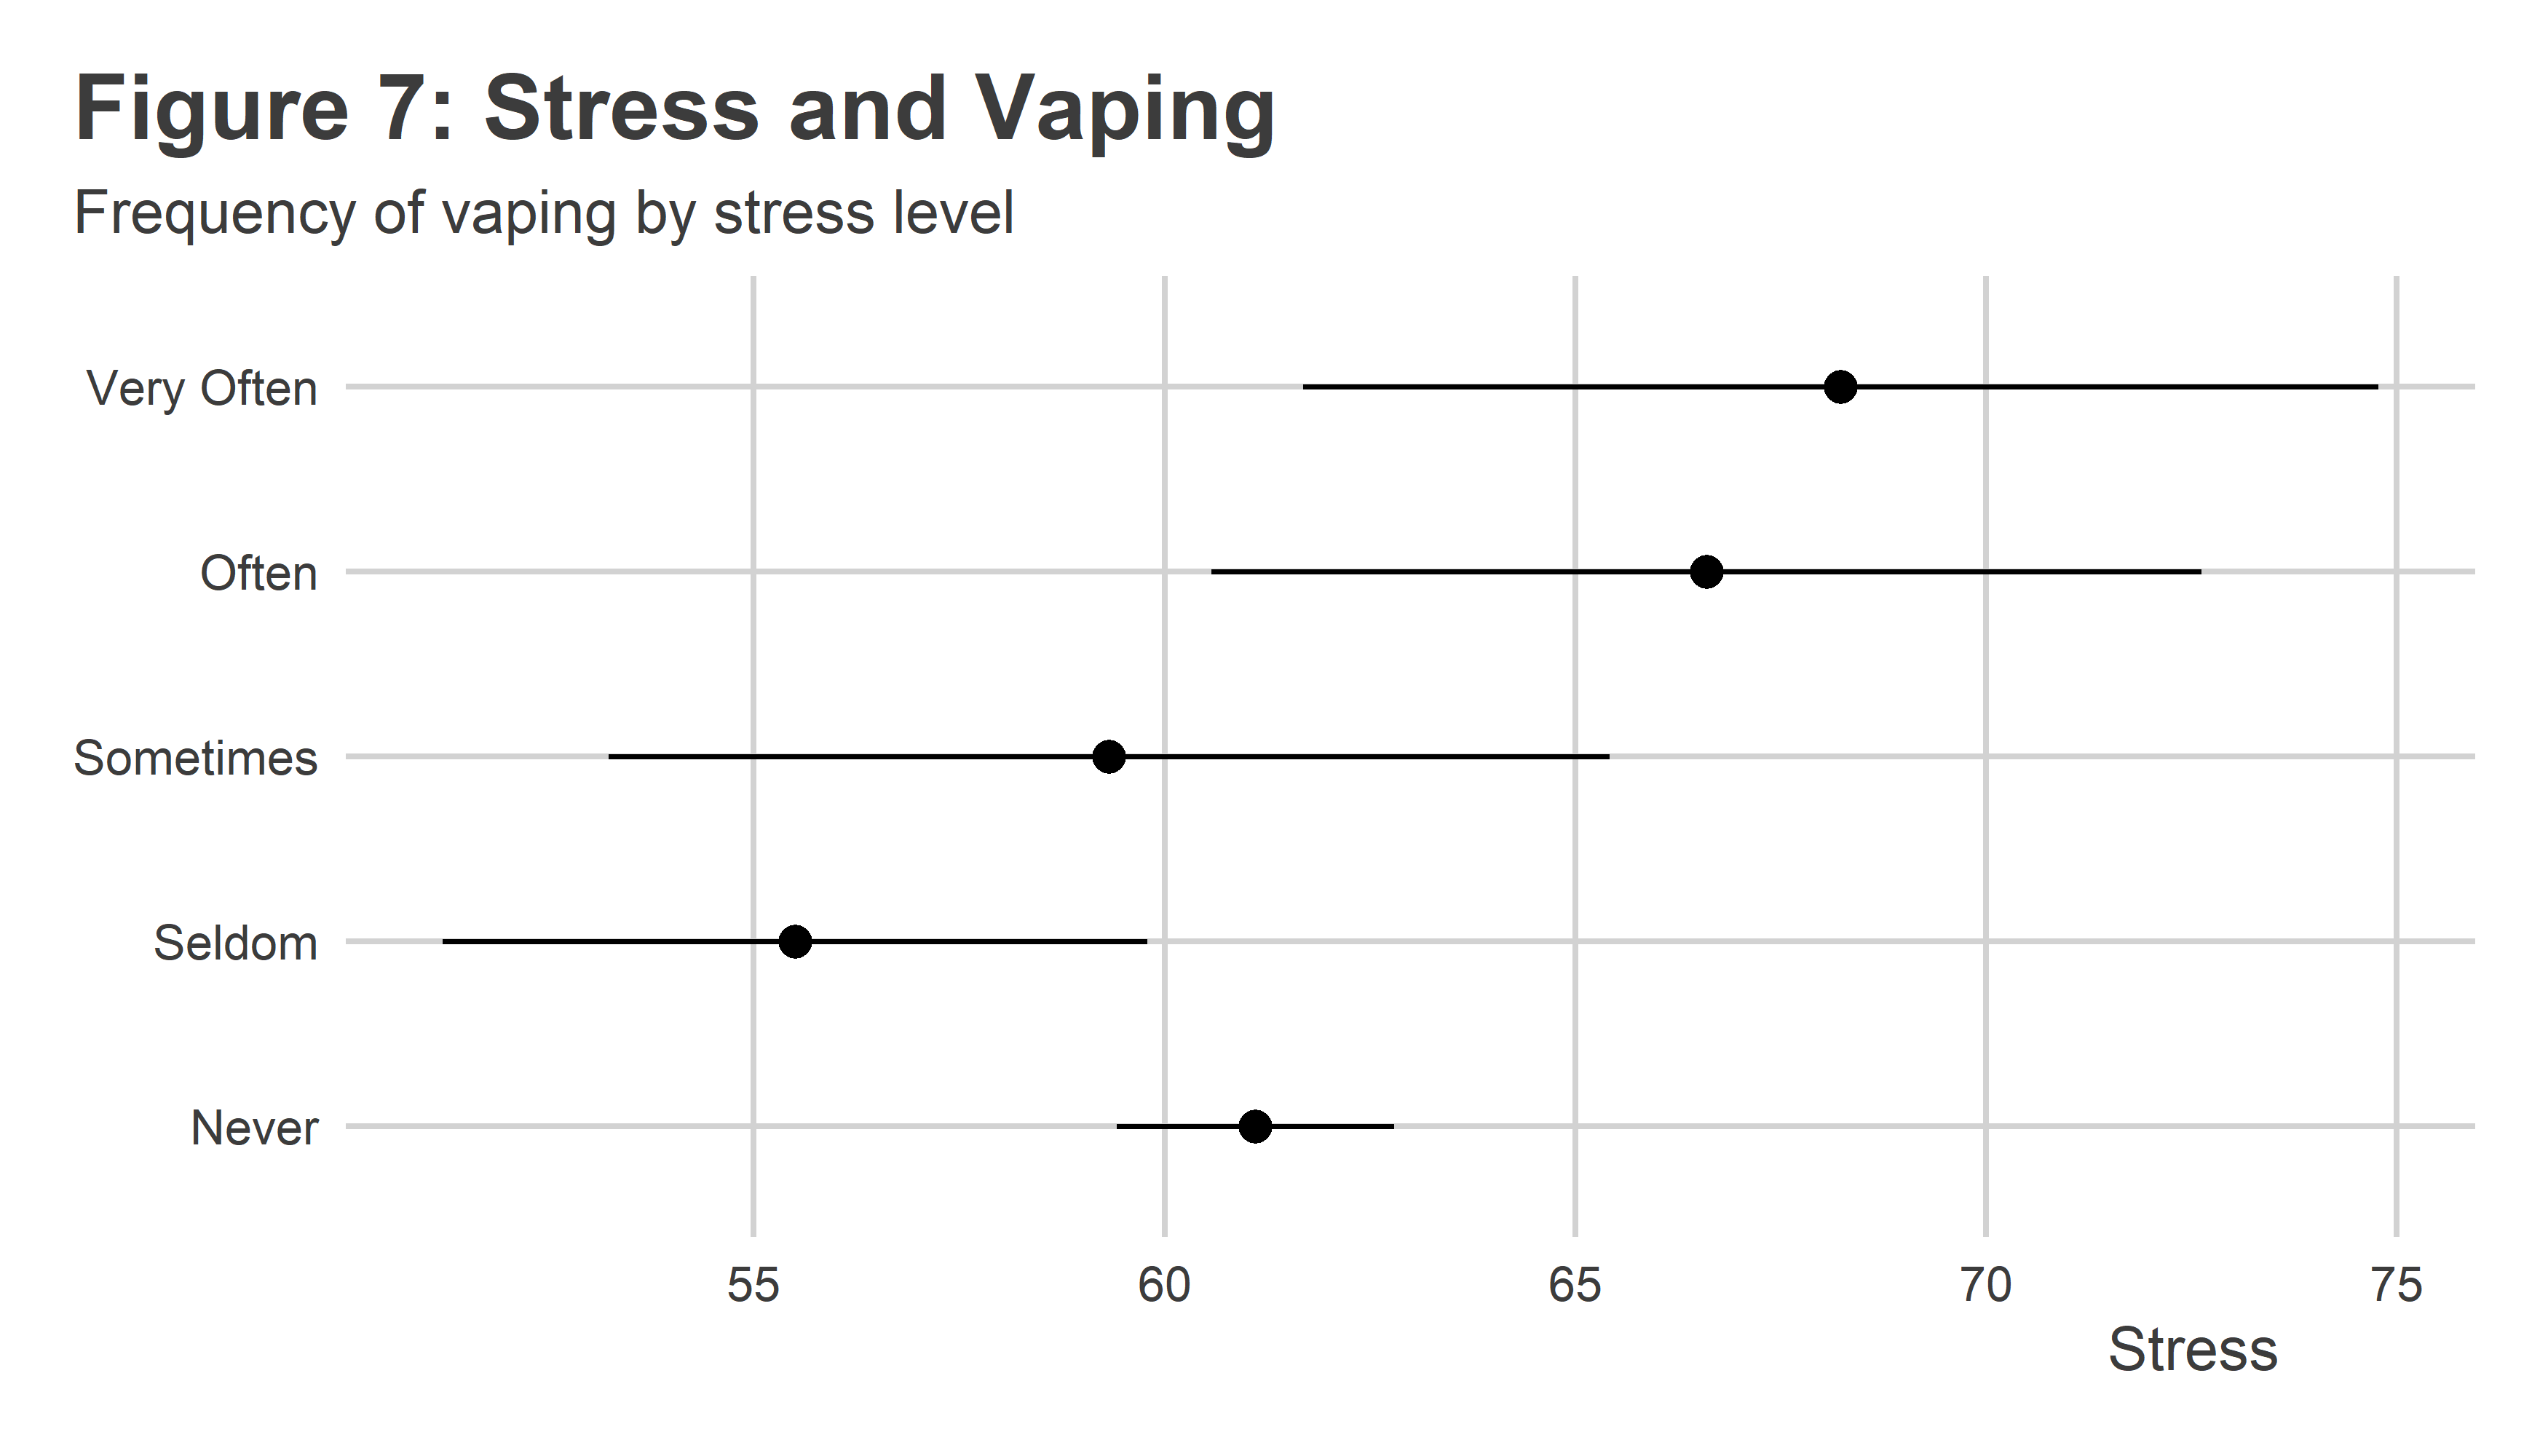 Figure 7: Stress and Vaping
Frequency of vaping by stress level
Very Often
Often
Sometimes
Seldom
Never
55 60 65 70 75
Stress